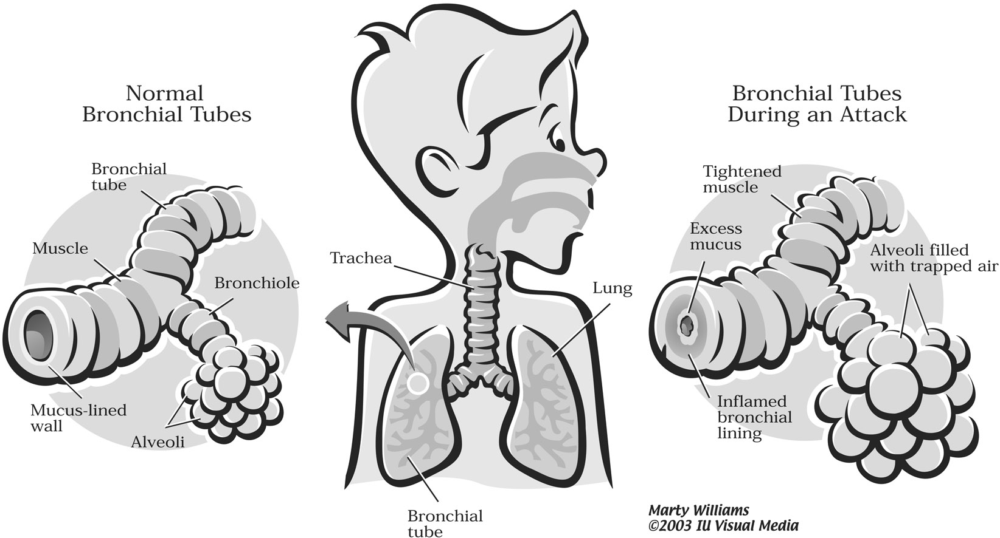 Normal
Bronchial Tubes
Bronchial
tube
Muscle
Bronchiole
Mucus-lined
wall
Alveoli
Trachea
Lung
Bronchial
tube
Bronchial Tubes
During an Attack
Tightened
muscle
Excess
mucus
Alveoli filled
with trapped air
Inflamed
bronchial
lining
Marty Williams
©2003 IU Visual Media